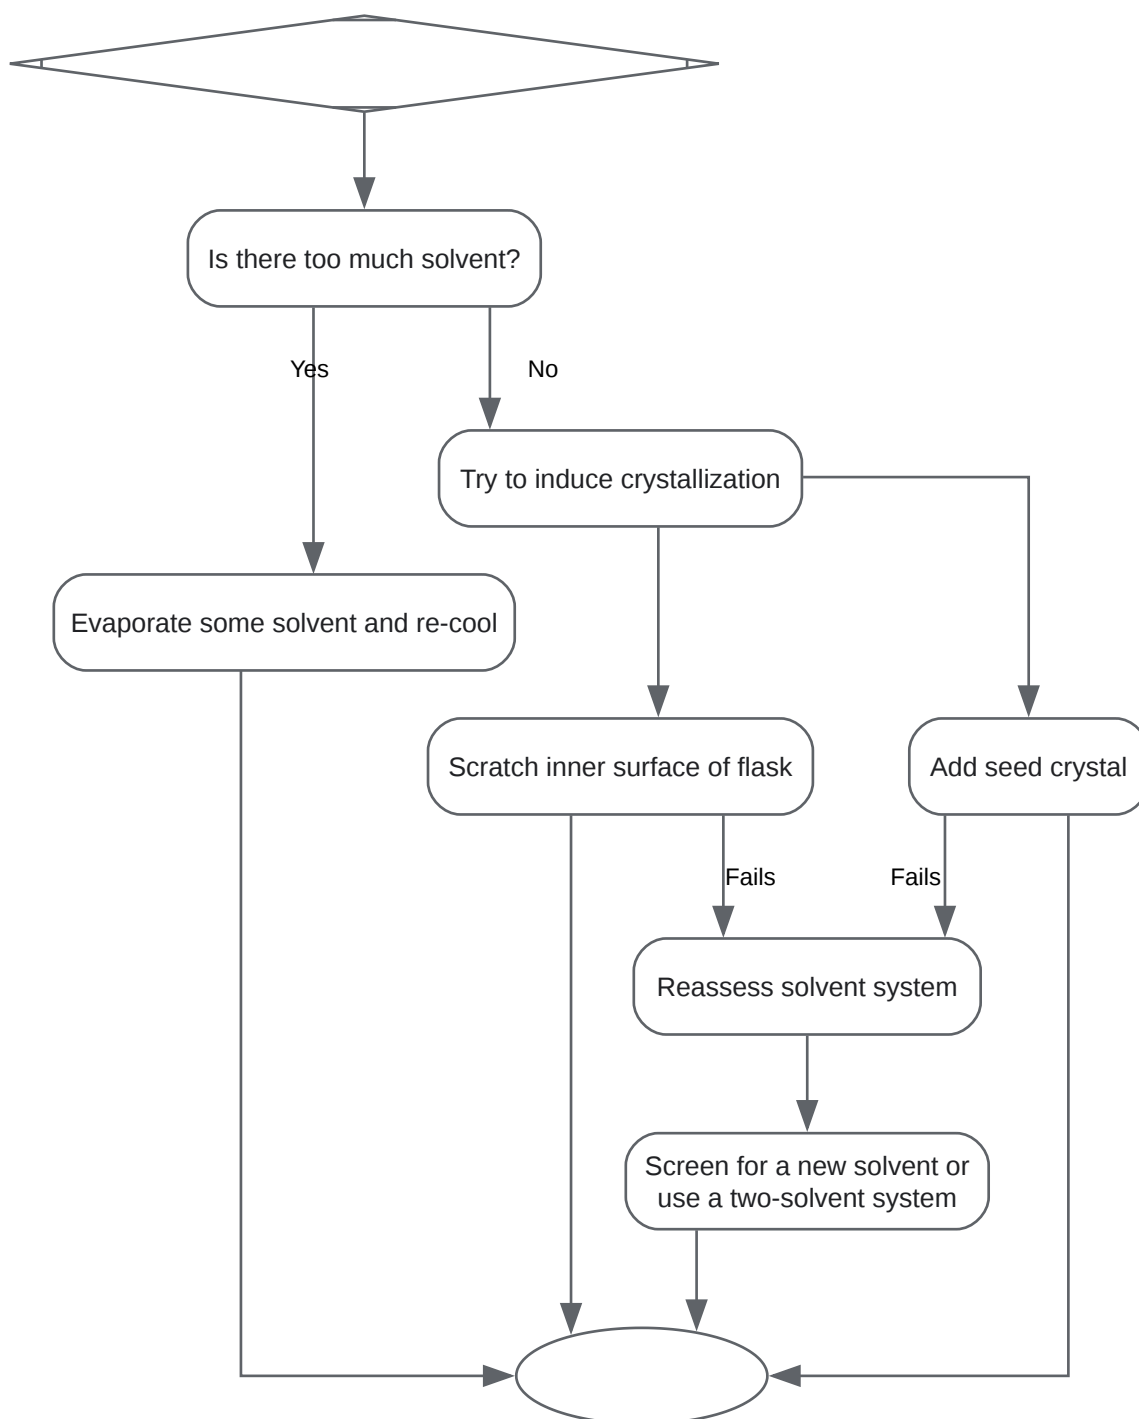 Is there too much solvent?
Yes
No
Try to induce crystallization
Evaporate some solvent and re-cool
Scratch inner surface of flask
Add seed crystal
Fails
Fails
Reassess solvent system
Screen for a new solvent or
use a two-solvent system